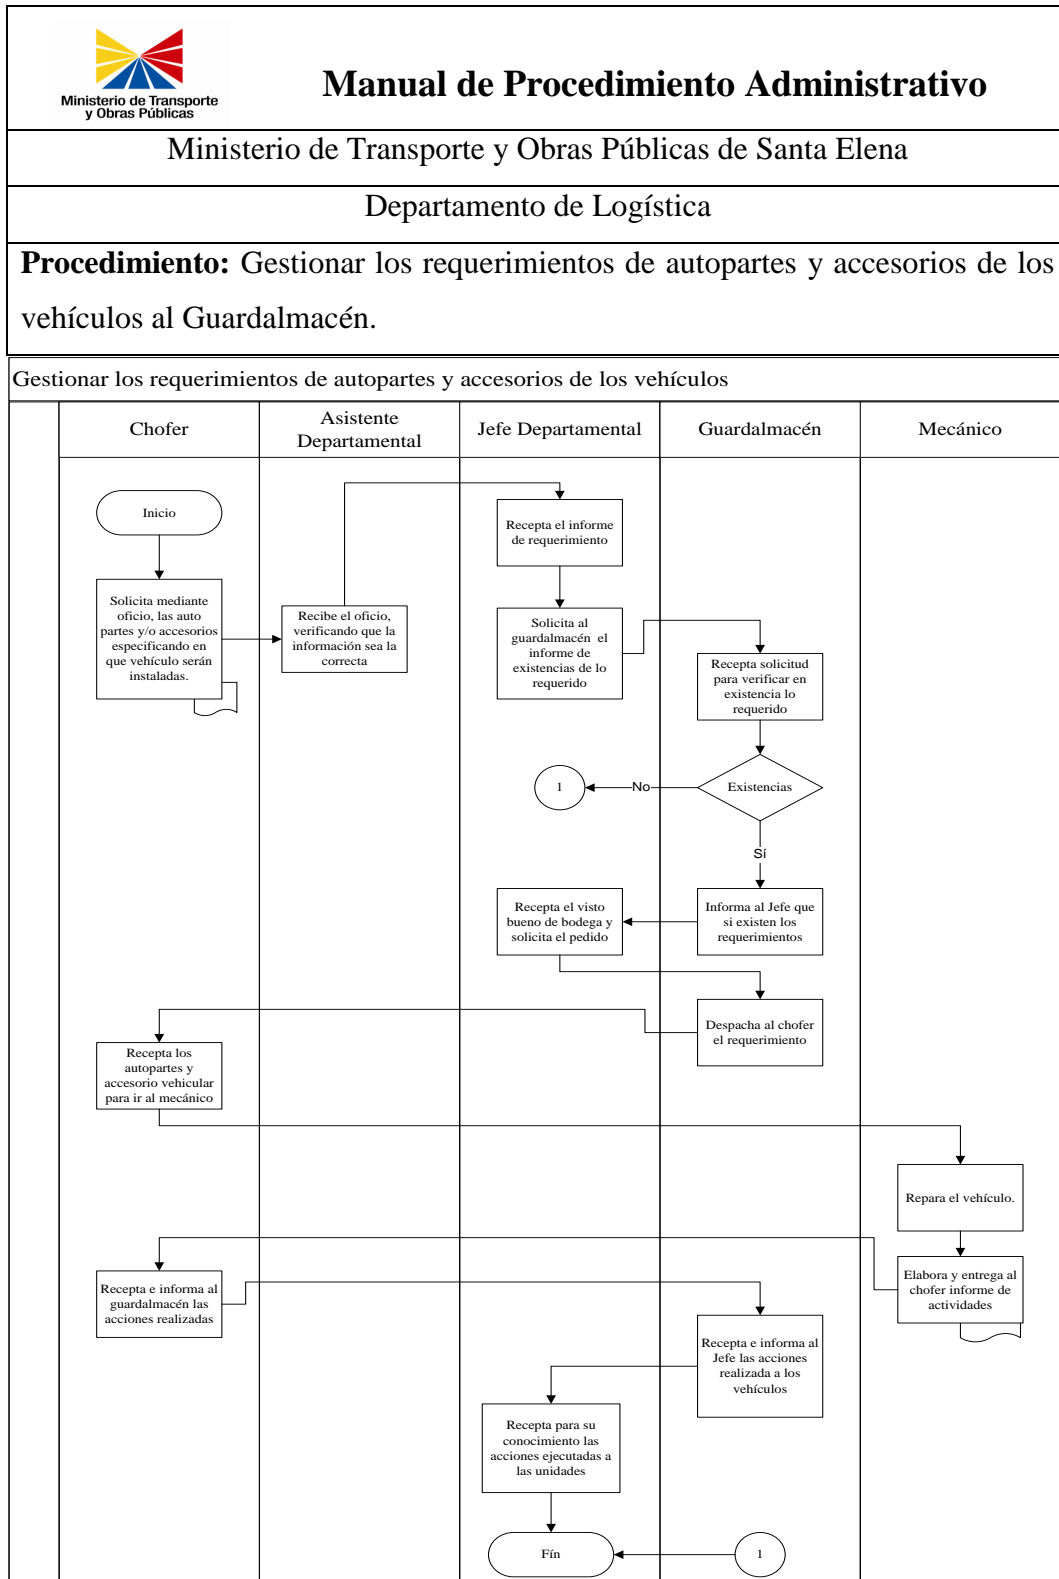 Ministerio de Transporte
y Obras Públicas
Manual de Procedimiento Administrativo
Ministerio de Transporte y Obras Públicas de Santa Elena
Departamento de Logística
Procedimiento: Gestionar los requerimientos de autopartes y accesorios de los
vehículos al Guardalmacén.
Gestionar los requerimientos de autopartes y accesorios de los vehículos
Chofer
Asistente
Departamental
Jefe Departamental
Guardalmacén
Mecánico
Inicio
Recepta el informe
de requerimiento
Solicita mediante
oficio, las auto
partes y/o accesorios
especificando en
que vehículo serán
instaladas.
Recibe el oficio,
verificando que la
información sea la
correcta
Solicita al
guardalmacén el
informe de
existencias de lo
requerido
Recepta solicitud
para verificar en
existencia lo
requerido
1
No
Existencias
Sí
Recepta el visto
bueno de bodega y
solicita el pedido
Informa al Jefe que
si existen los
requerimientos
Despacha al chofer
el requerimiento
Recepta los
autopartes y
accesorio vehicular
para ir al mecánico
Repara el vehículo.
Elabora y entrega al
chofer informe de
actividades
Recepta e informa al
guardalmacén las
acciones realizadas
Recepta e informa al
Jefe las acciones
realizada a los
vehículos
Recepta para su
conocimiento las
acciones ejecutadas a
las unidades
Fín
1